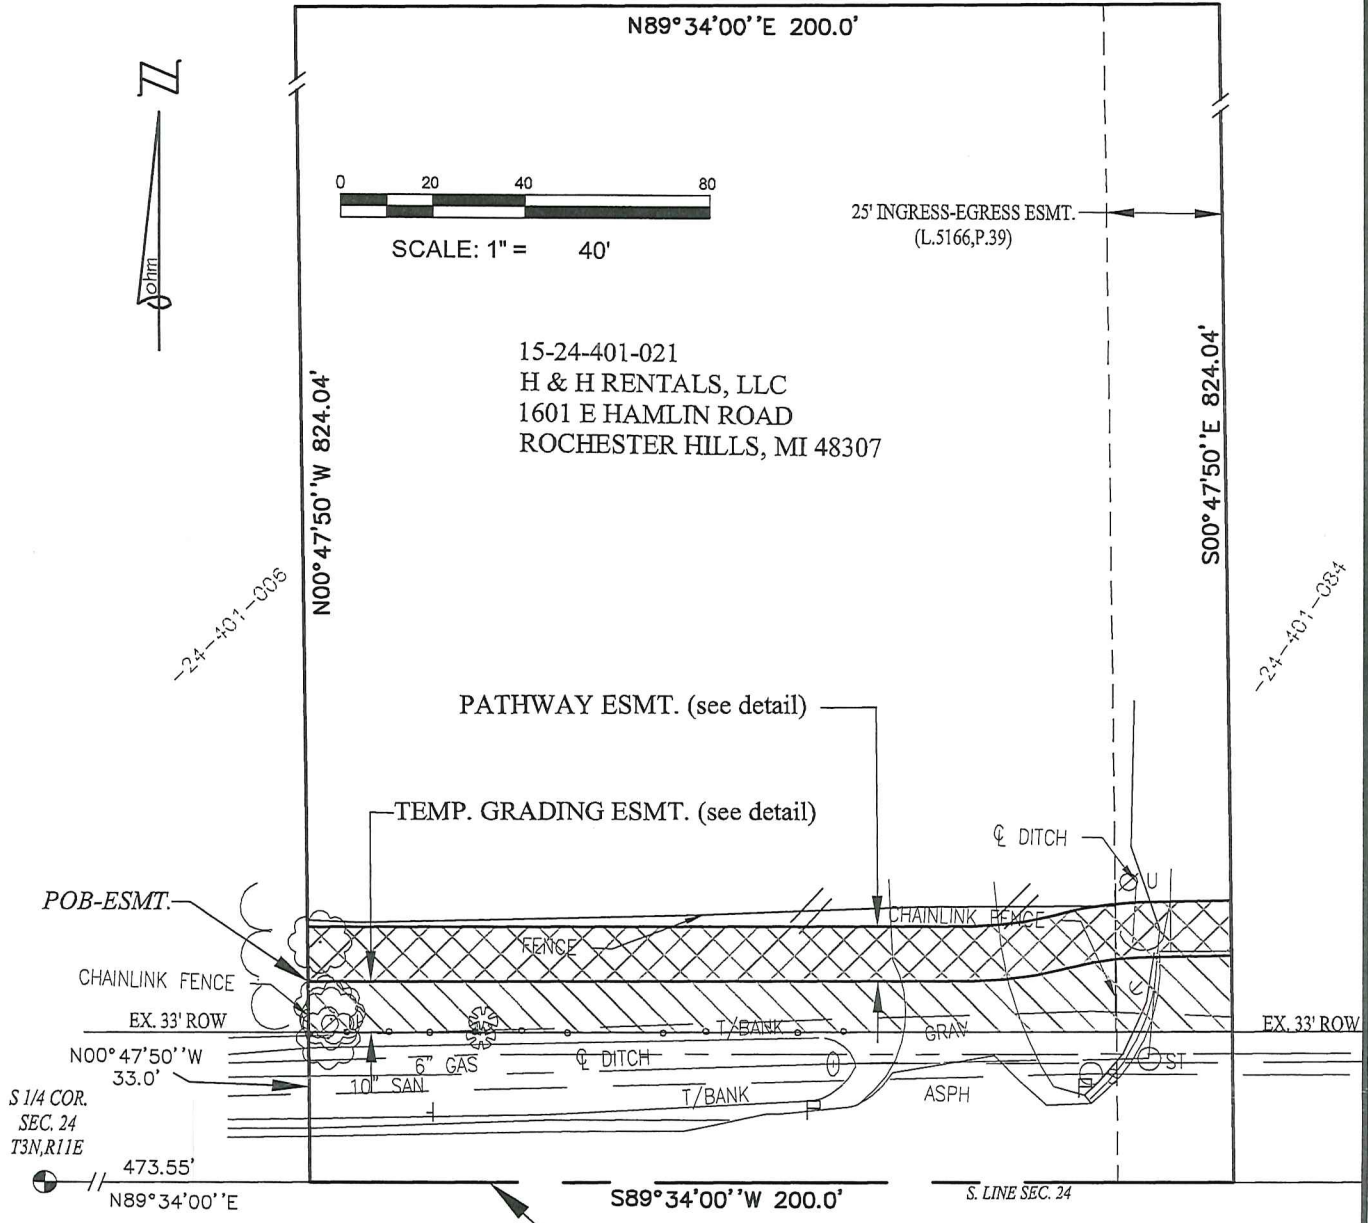 N89°34'00''E 200.0'
N
ohm
0 20 40 80
SCALE: 1" = 40'
25' INGRESS-EGRESS ESMT.
(L.5166,P.39)
15-24-401-021
H & H RENTALS, LLC
1601 E HAMLIN ROAD
ROCHESTER HILLS, MI 48307
N00°47'50''W 824.04'
S00°47'50''E 824.04'
-24-401-006
-24-401-084
PATHWAY ESMT. (see detail)
TEMP. GRADING ESMT. (see detail)
℄ DITCH
U
POB-ESMT.
CHAINLINK FENCE
FENCE
CHAINLINK FENCE
EX. 33' ROW
T/BANK
GRAV
EX. 33' ROW
N00°47'50''W
33.0'
6" GAS
℄ DITCH
ST
10" SAN
T/BANK
ASPH
S 1/4 COR.
SEC. 24
T3N,R11E
473.55'
N89°34'00''E
S89°34'00''W 200.0'
S. LINE SEC. 24